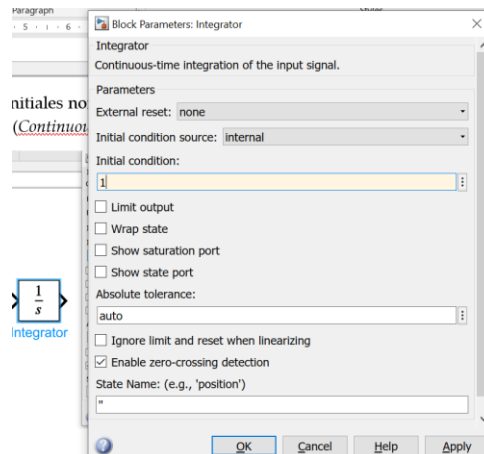 Paragraph
· 5 · ı · 6 ·
Block Parameters: Integrator
Integrator
Continuous-time integration of the input signal.
Parameters
External reset: none
Initial condition source: internal
Initial condition:
1
Limit output
Wrap state
Show saturation port
Show state port
Absolute tolerance:
auto
Ignore limit and reset when linearizing
Enable zero-crossing detection
State Name: (e.g., 'position')
''
OK Cancel Help Apply
nitiales no
(Continuou
1
s
Integrator